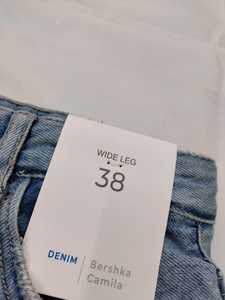 WIDE LEG
38
DENIM | Bershka
Camila